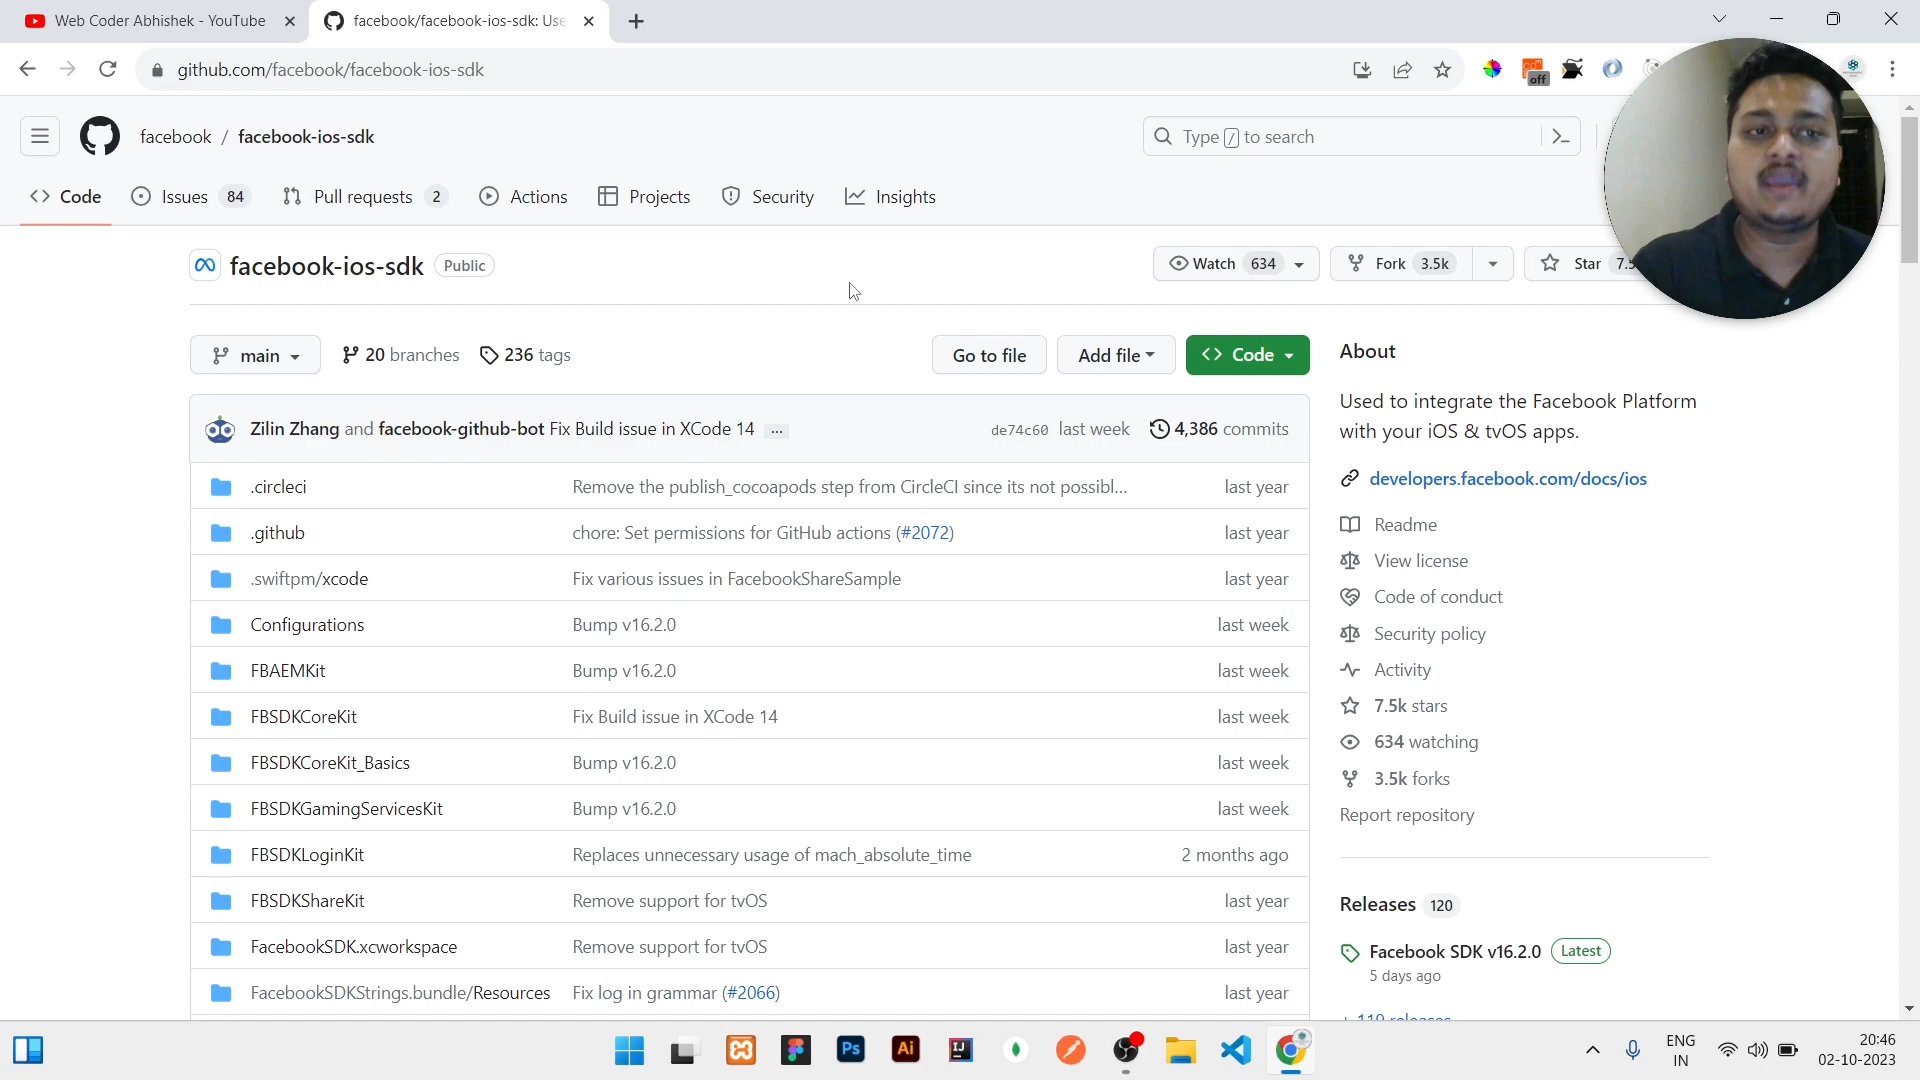 Web Coder Abhishek - YouTube
facebook/facebook-ios-sdk: Use
github.com/facebook/facebook-ios-sdk
off
facebook / facebook-ios-sdk
Type / to search
Code
Issues 84
Pull requests 2
Actions
Projects
Security
Insights
facebook-ios-sdk Public
Watch 634
Fork 3.5k
Star 7.5
main
20 branches
236 tags
Go to file
Add file
Code
Zilin Zhang and facebook-github-bot Fix Build issue in XCode 14 ...
de74c60 last week
4,386 commits
.circleci Remove the publish_cocoapods step from CircleCI since its not possibl... last year
.github chore: Set permissions for GitHub actions (#2072) last year
.swiftpm/xcode Fix various issues in FacebookShareSample last year
Configurations Bump v16.2.0 last week
FBAEMKit Bump v16.2.0 last week
FBSDKCoreKit Fix Build issue in XCode 14 last week
FBSDKCoreKit_Basics Bump v16.2.0 last week
FBSDKGamingServicesKit Bump v16.2.0 last week
FBSDKLoginKit Replaces unnecessary usage of mach_absolute_time 2 months ago
FBSDKShareKit Remove support for tvOS last year
FacebookSDK.xcworkspace Remove support for tvOS last year
FacebookSDKStrings.bundle/Resources Fix log in grammar (#2066) last year
About
Used to integrate the Facebook Platform
with your iOS & tvOS apps.
developers.facebook.com/docs/ios
Readme
View license
Code of conduct
Security policy
Activity
7.5k stars
634 watching
3.5k forks
Report repository
Releases 120
Facebook SDK v16.2.0 Latest
5 days ago
+ 119 releases
Ps
Ai
IJ
ENG
IN
20:46
02-10-2023